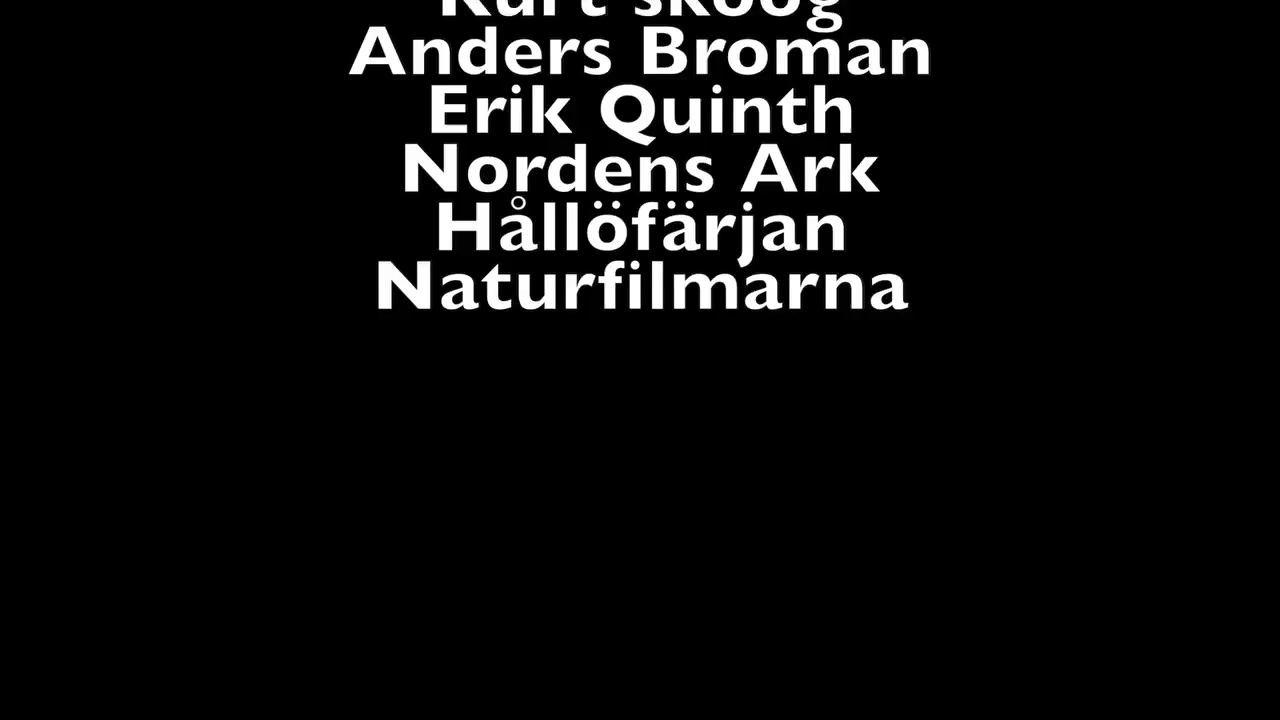 Kurt skoog
Anders Broman
Erik Quinth
Nordens Ark
Hållöfärjan
Naturfilmarna